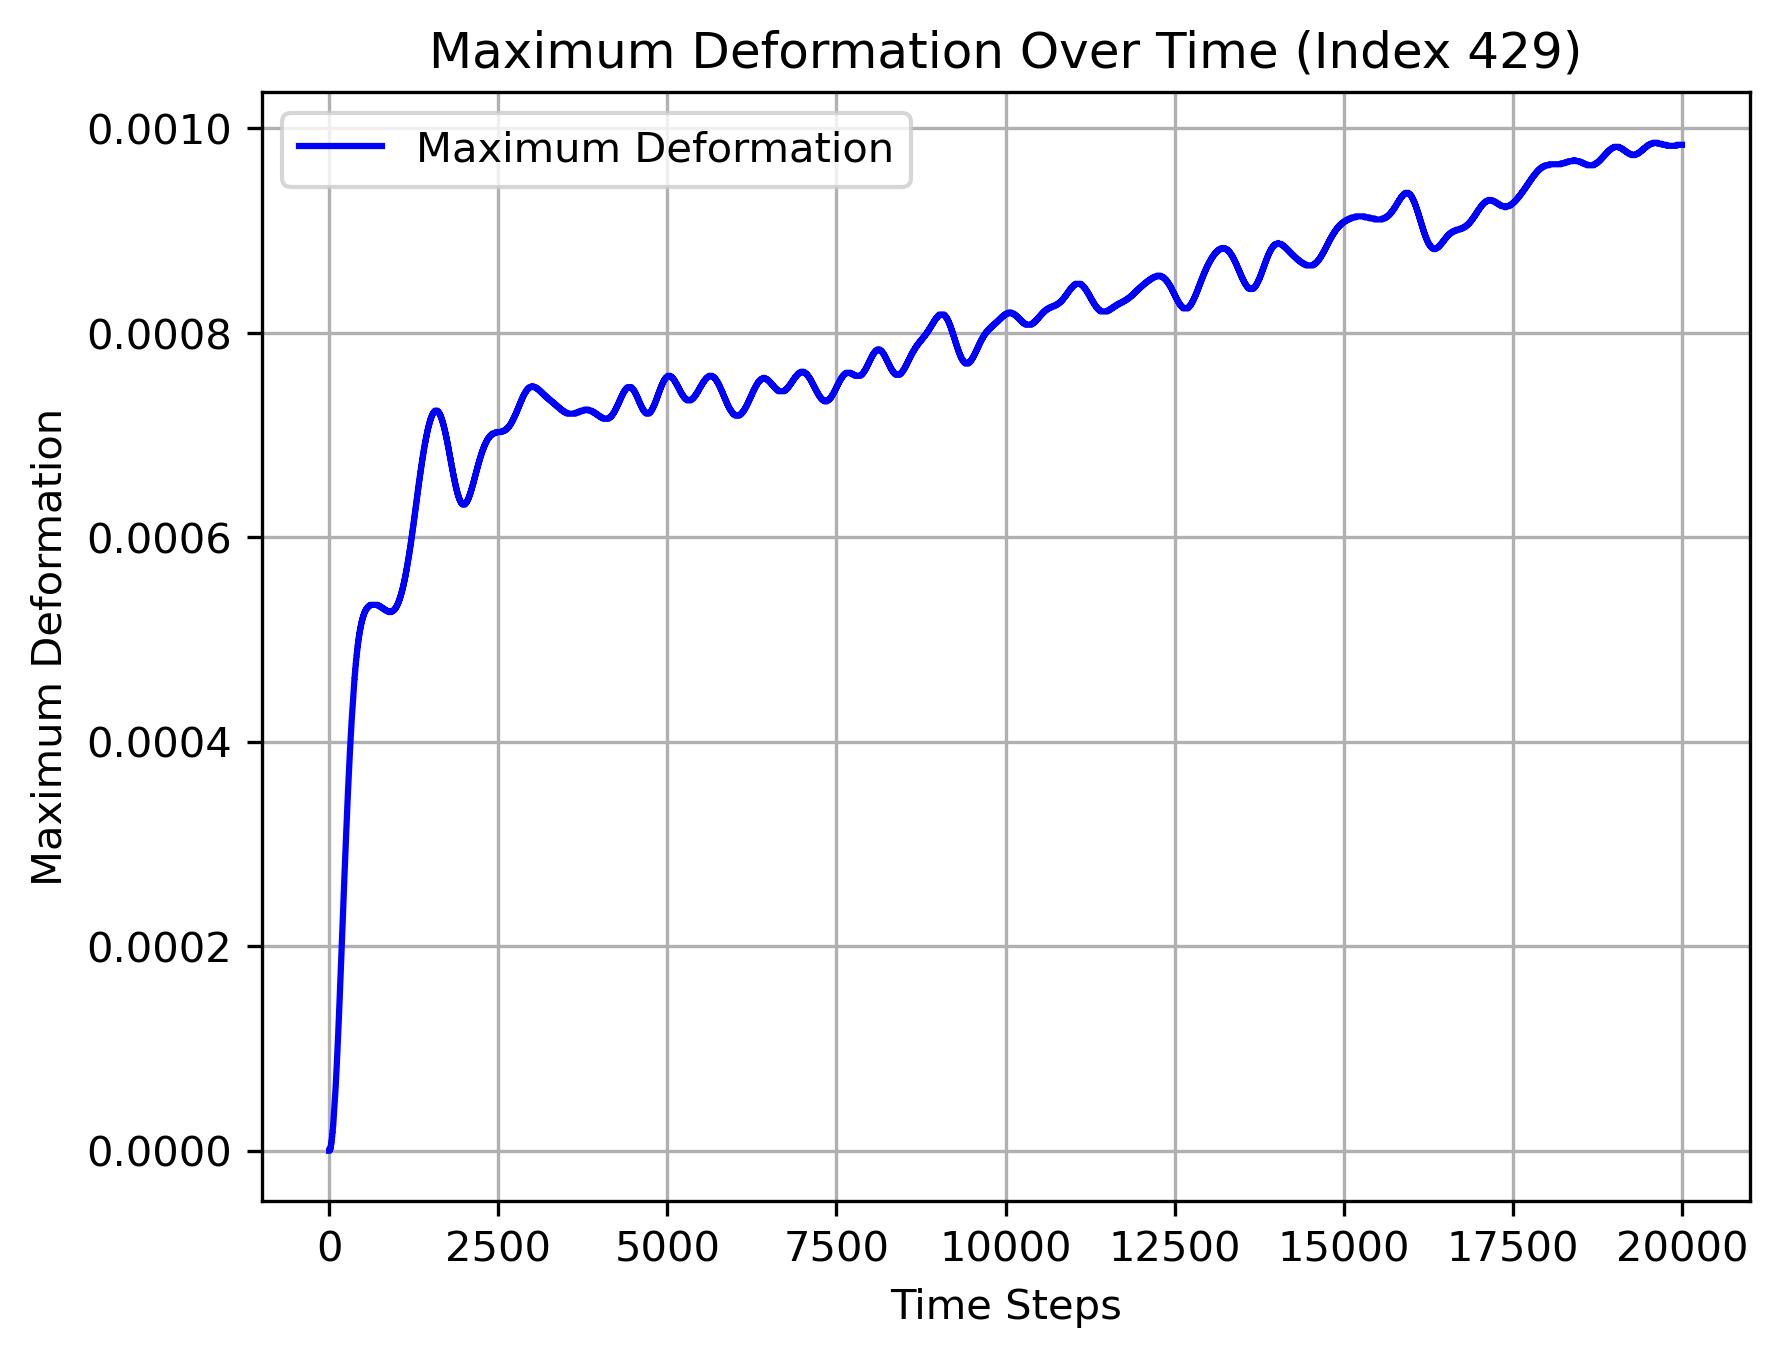 Maximum Deformation Over Time (Index 429)
Maximum Deformation
Maximum Deformation
0.0010
0.0008
0.0006
0.0004
0.0002
0.0000
0 2500 5000 7500 10000 12500 15000 17500 20000
Time Steps